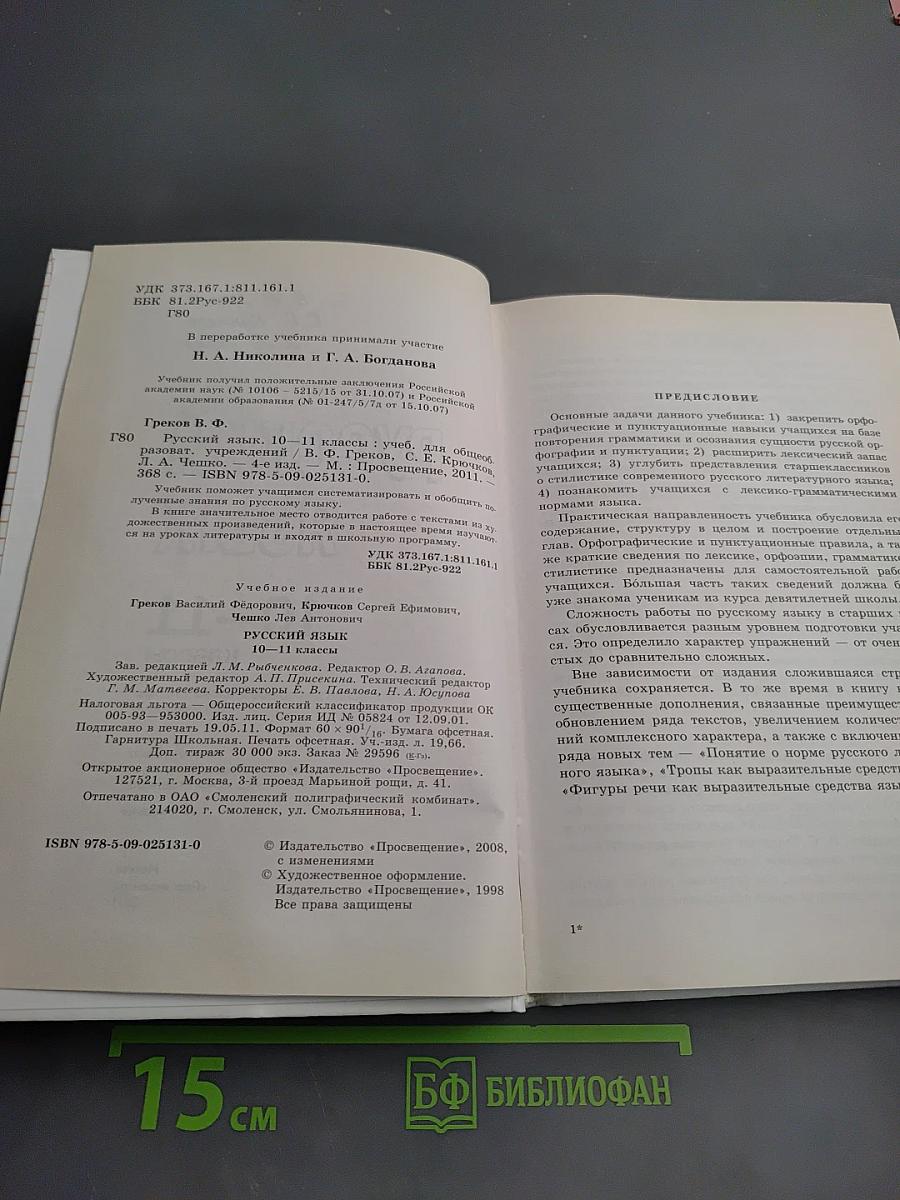 УДК 373.167.1:811.161.1
ББК 81.2Рус-922
Г80
В переработке учебника принимали участие
Н. А. Николина и Г. А. Богданова
Учебник получил положительные заключения Российской
академии наук (№ 10106 – 5215/15 от 31.10.07) и Российской
академии образования (№ 01-247/5/7д от 15.10.07)
Греков В. Ф.
Г80 Русский язык. 10—11 классы : учеб. для общеоб-
разоват. учреждений / В. Ф. Греков, С. Е. Крючков,
Л. А. Чешко. — 4-е изд. — М. : Просвещение, 2011. —
368 с. — ISBN 978-5-09-025131-0.
Учебник поможет учащимся систематизировать и обобщить по-
лученные знания по русскому языку.
В книге значительное место отводится работе с текстами из ху-
дожественных произведений, которые в настоящее время изучают-
ся на уроках литературы и входят в школьную программу.
УДК 373.167.1:811.161.1
ББК 81.2Рус-922
Учебное издание
Греков Василий Фёдорович, Крючков Сергей Ефимович,
Чешко Лев Антонович
РУССКИЙ ЯЗЫК
10—11 классы
Зав. редакцией Л. М. Рыбченкова. Редактор О. В. Агапова.
Художественный редактор А. П. Присекина. Технический редактор
Г. М. Матвеева. Корректоры Е. В. Павлова, Н. А. Юсупова
Налоговая льгота — Общероссийский классификатор продукции ОК
005-93—953000. Изд. лиц. Серия ИД № 05824 от 12.09.01.
Подписано в печать 19.05.11. Формат 60 × 90 1/16. Бумага офсетная.
Гарнитура Школьная. Печать офсетная. Уч.-изд. л. 19,66.
Доп. тираж 30 000 экз. Заказ № 29596 (к-гз).
Открытое акционерное общество «Издательство «Просвещение».
127521, г. Москва, 3-й проезд Марьиной рощи, д. 41.
Отпечатано в ОАО «Смоленский полиграфический комбинат».
214020, г. Смоленск, ул. Смольянинова, 1.
ISBN 978-5-09-025131-0
© Издательство «Просвещение», 2008,
с изменениями
© Художественное оформление.
Издательство «Просвещение», 1998
Все права защищены
ПРЕДИСЛОВИЕ
Основные задачи данного учебника: 1) закрепить орфо-
графические и пунктуационные навыки учащихся на базе
повторения грамматики и осознания сущности русской ор-
фографии и пунктуации; 2) расширить лексический запас
учащихся; 3) углубить представления старшеклассников
о стилистике современного русского литературного языка;
4) познакомить учащихся с лексико-грамматическими
нормами языка.
Практическая направленность учебника обусловила его
содержание, структуру в целом и построение отдельны
глав. Орфографические и пунктуационные правила, а та
же краткие сведения по лексике, орфоэпии, грамматике
стилистике предназначены для самостоятельной рабо
учащихся. Бо́льшая часть таких сведений должна б
уже знакома ученикам из курса девятилетней школы.
Сложность работы по русскому языку в старших
сах обусловливается разным уровнем подготовки уча
ся. Это определило характер упражнений — от очен
стых до сравнительно сложных.
Вне зависимости от издания сложившаяся стр
учебника сохраняется. В то же время в книгу
существенные дополнения, связанные преимущест
обновлением ряда текстов, увеличением количес
ний комплексного характера, а также с включени
ряда новых тем — «Понятие о норме русского л
ного языка», «Тропы как выразительные средст
«Фигуры речи как выразительные средства язы
1*
15 см
БФ БИБЛИОФАН